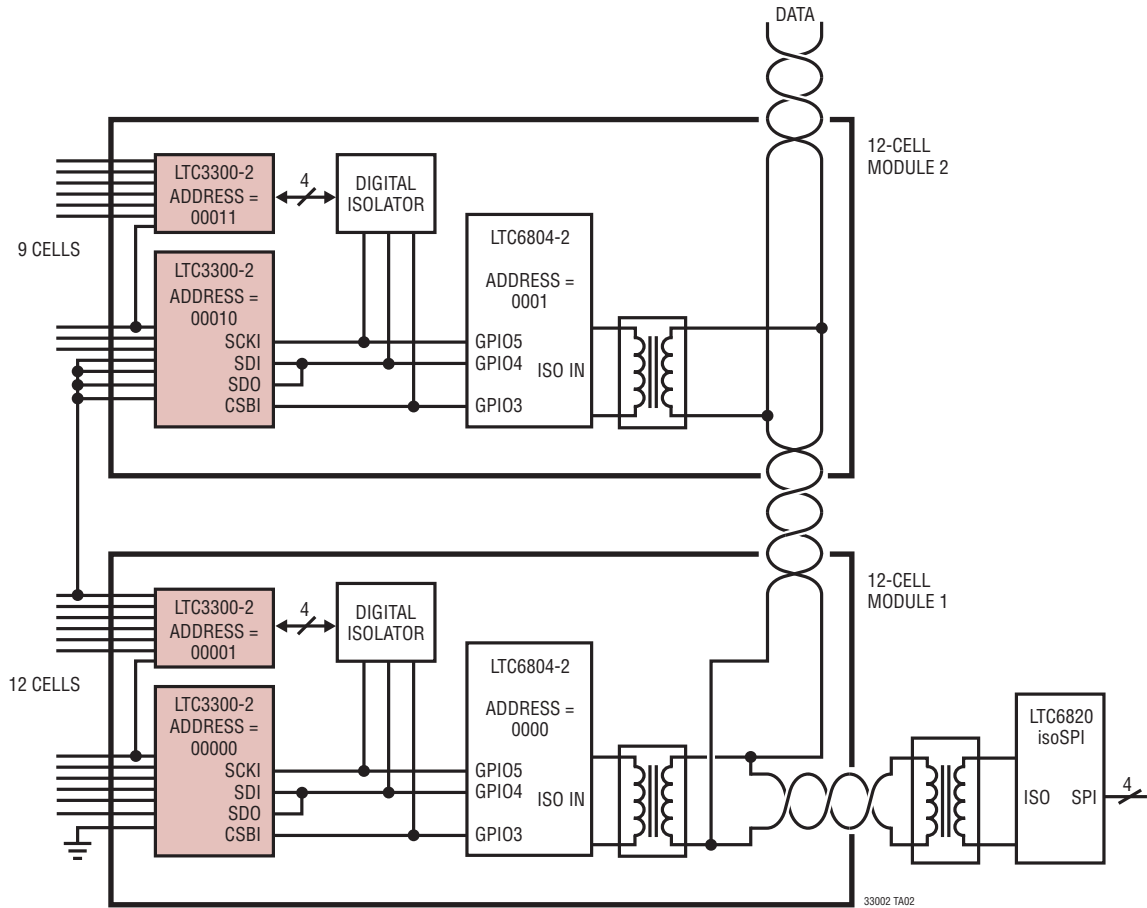 DATA
12-CELL
MODULE 2
LTC3300-2
ADDRESS =
00011
4
DIGITAL
ISOLATOR
9 CELLS
LTC3300-2
ADDRESS =
00010
SCKI
SDI
SDO
CSBI
LTC6804-2
ADDRESS =
0001
GPIO5
GPIO4
ISO IN
GPIO3
12-CELL
MODULE 1
LTC3300-2
ADDRESS =
00001
4
DIGITAL
ISOLATOR
12 CELLS
LTC3300-2
ADDRESS =
00000
SCKI
SDI
SDO
CSBI
LTC6804-2
ADDRESS =
0000
GPIO5
GPIO4
ISO IN
GPIO3
LTC6820
isoSPI
ISO SPI
4
33002 TA02